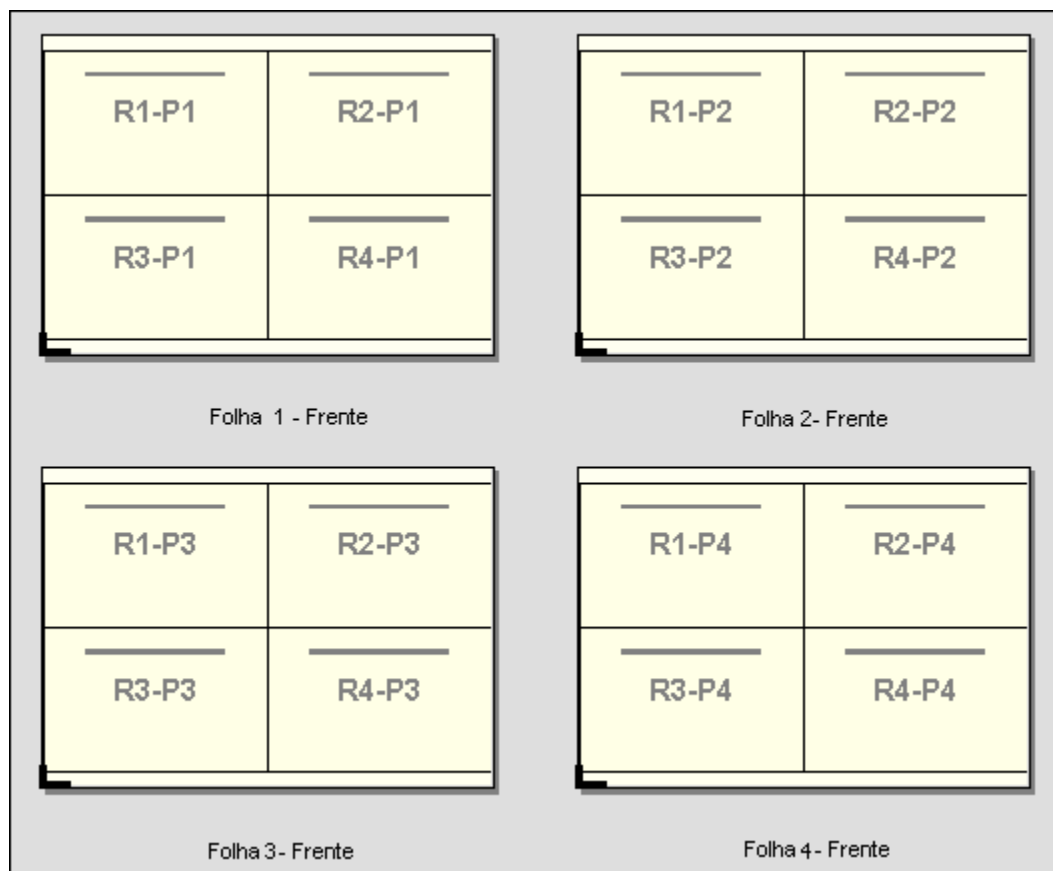 R1-P1 R2-P1
R3-P1 R4-P1
Folha 1 - Frente
R1-P2 R2-P2
R3-P2 R4-P2
Folha 2- Frente
R1-P3 R2-P3
R3-P3 R4-P3
Folha 3- Frente
R1-P4 R2-P4
R3-P4 R4-P4
Folha 4- Frente